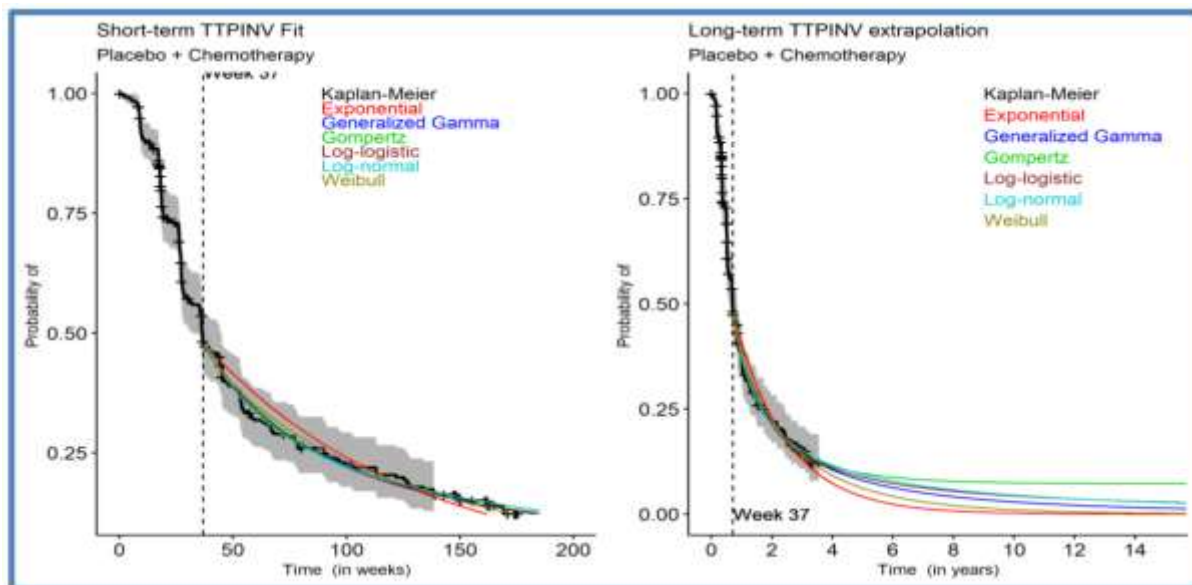 Short-term TTPINV Fit
Placebo + Chemotherapy
Week 37
1.00
0.75
0.50
0.25
Probability of
Kaplan-Meier
Exponential
Generalized Gamma
Gompertz
Log-logistic
Log-normal
Weibull
0
50
100
150
200
Time (in weeks)
Long-term TTPINV extrapolation
Placebo + Chemotherapy
1.00
0.75
0.50
0.25
0.00
Probability of
Kaplan-Meier
Exponential
Generalized Gamma
Gompertz
Log-logistic
Log-normal
Weibull
Week 37
0
2
4
6
8
10
12
14
Time (in years)